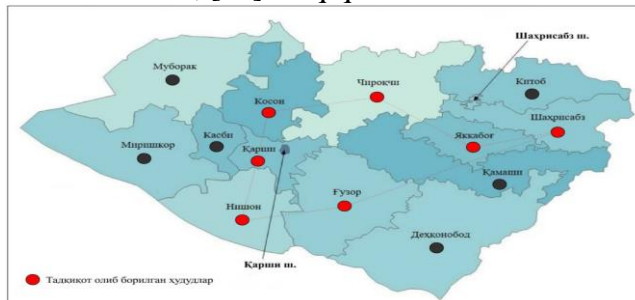 Шаҳрисабз ш.
Муборак
Чироқчи
Китоб
Косон
Шаҳрисабз
Касби
Яккабоғ
Миришкор
Қарши
Қамаши
Ғузор
Нишон
Деҳқонобод
Қарши ш.
Тадқиқот олиб борилган ҳудудлар